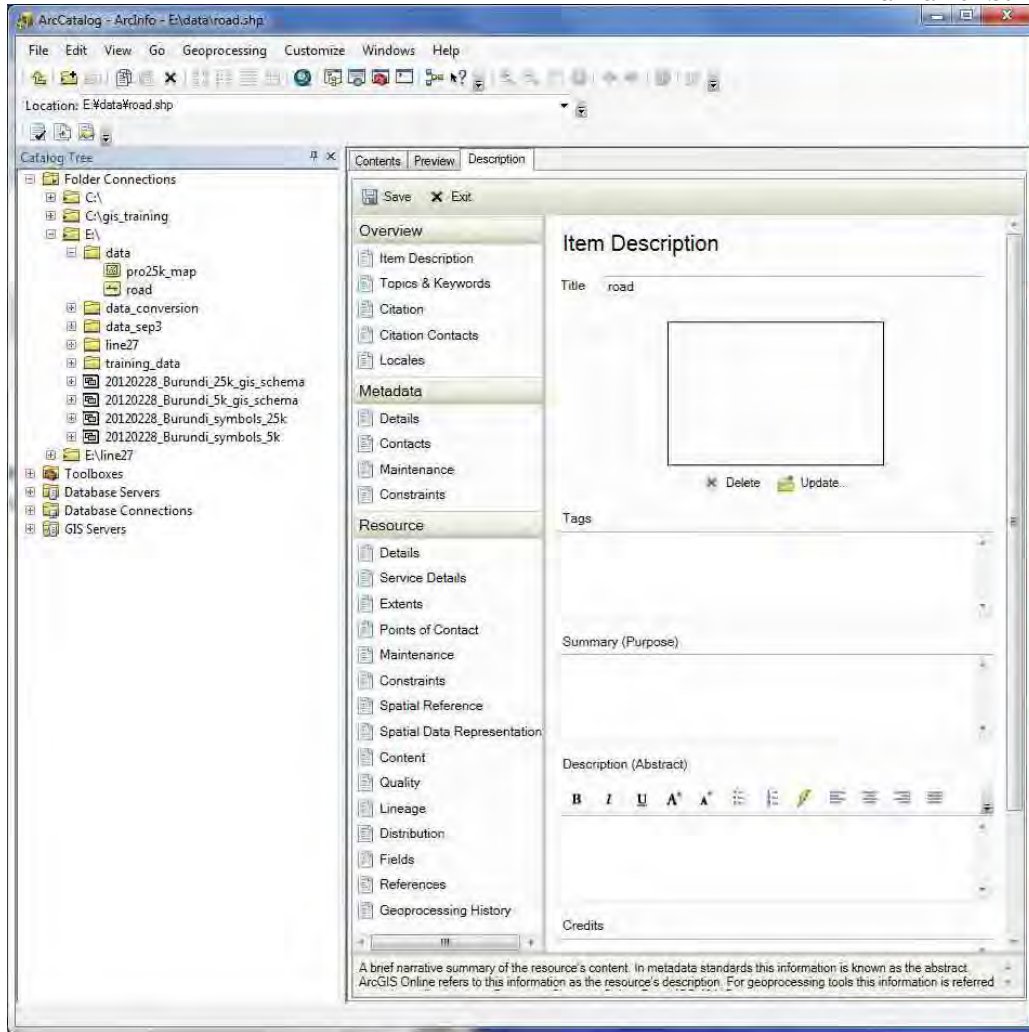 ArcCatalog - ArcInfo - E:\data\road.shp
File Edit View Go Geoprocessing Customize Windows Help
Location: E:¥data¥road.shp
Catalog Tree
Folder Connections
C:\
C:\gis_training
E:\
data
pro25k_map
road
data_conversion
data_sep3
line27
training_data
20120228_Burundi_25k_gis_schema
20120228_Burundi_5k_gis_schema
20120228_Burundi_symbols_25k
20120228_Burundi_symbols_5k
E:\line27
Toolboxes
Database Servers
Database Connections
GIS Servers
Contents Preview Description
Save Exit
Overview
Item Description
Topics & Keywords
Citation
Citation Contacts
Locales
Metadata
Details
Contacts
Maintenance
Constraints
Resource
Details
Service Details
Extents
Points of Contact
Maintenance
Constraints
Spatial Reference
Spatial Data Representation
Content
Quality
Lineage
Distribution
Fields
References
Geoprocessing History
Item Description
Title road
Delete Update...
Tags
Summary (Purpose)
Description (Abstract)
B I U A A
Credits
A brief narrative summary of the resource's content. In metadata standards this information is known as the abstract.
ArcGIS Online refers to this information as the resource's description. For geoprocessing tools this information is referred